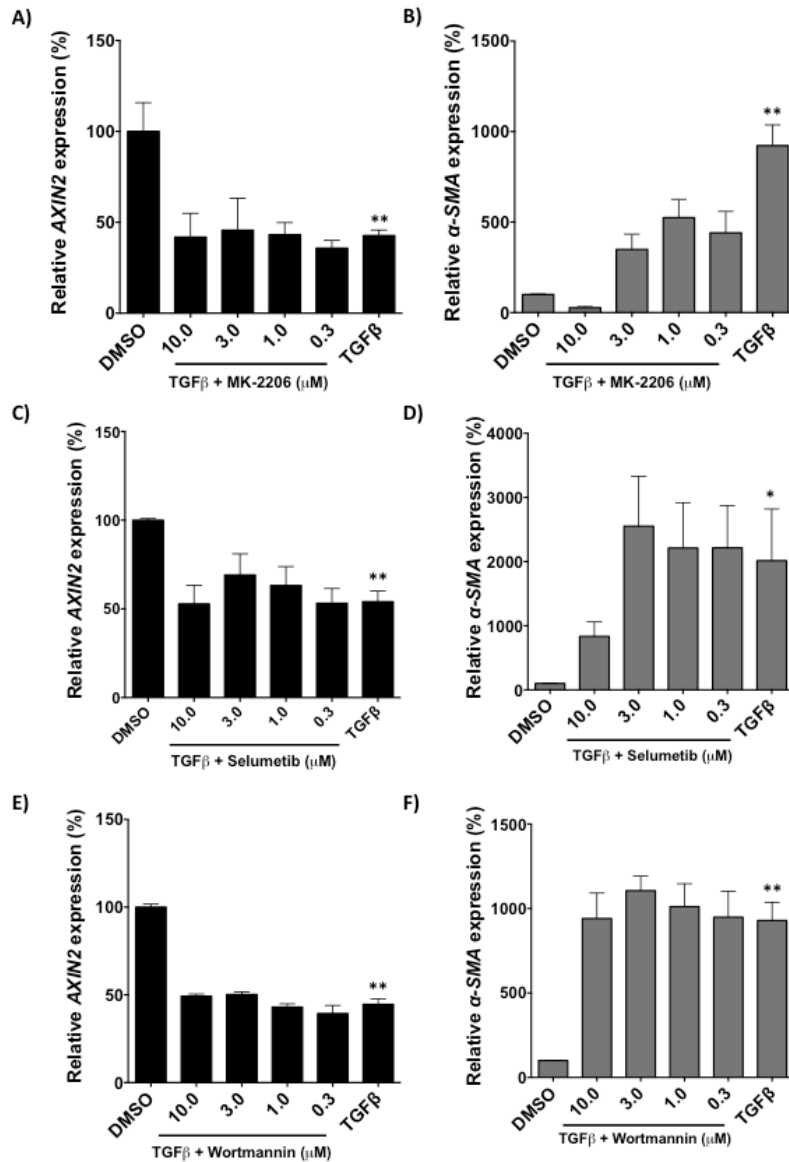 A)
Relative AXIN2 expression (%)
150
100
50
0
**
DMSO
10.0
3.0
1.0
0.3
TGFβ
TGFβ + MK-2206 (μM)
B)
Relative α-SMA expression (%)
1500
1000
500
0
**
DMSO
10.0
3.0
1.0
0.3
TGFβ
TGFβ + MK-2206 (μM)
C)
Relative AXIN2 expression (%)
150
100
50
0
**
DMSO
10.0
3.0
1.0
0.3
TGFβ
TGFβ + Selumetib (μM)
D)
Relative α-SMA expression (%)
4000
3000
2000
1000
0
*
DMSO
10.0
3.0
1.0
0.3
TGFβ
TGFβ + Selumetib (μM)
E)
Relative AXIN2 expression (%)
150
100
50
0
**
DMSO
10.0
3.0
1.0
0.3
TGFβ
TGFβ + Wortmannin (μM)
F)
Relative α-SMA expression (%)
1500
1000
500
0
**
DMSO
10.0
3.0
1.0
0.3
TGFβ
TGFβ + Wortmannin (μM)